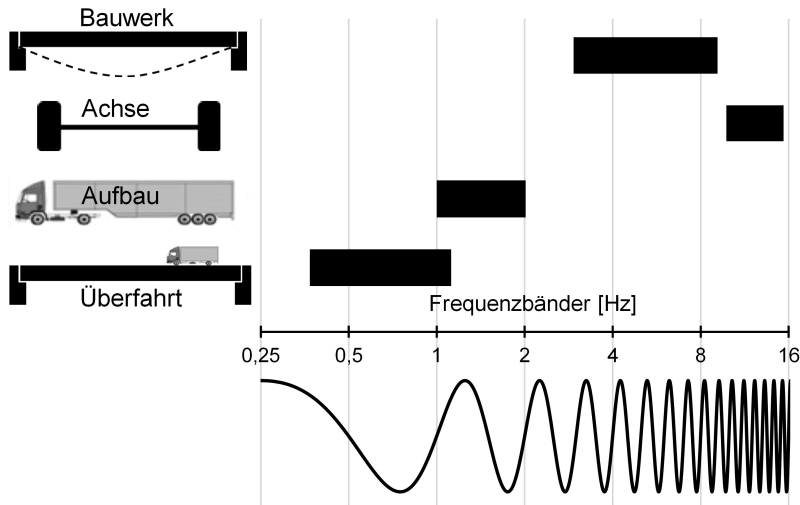 Bauwerk
Achse
Aufbau
Überfahrt
Frequenzbänder [Hz]
0,25 0,5 1 2 4 8 16